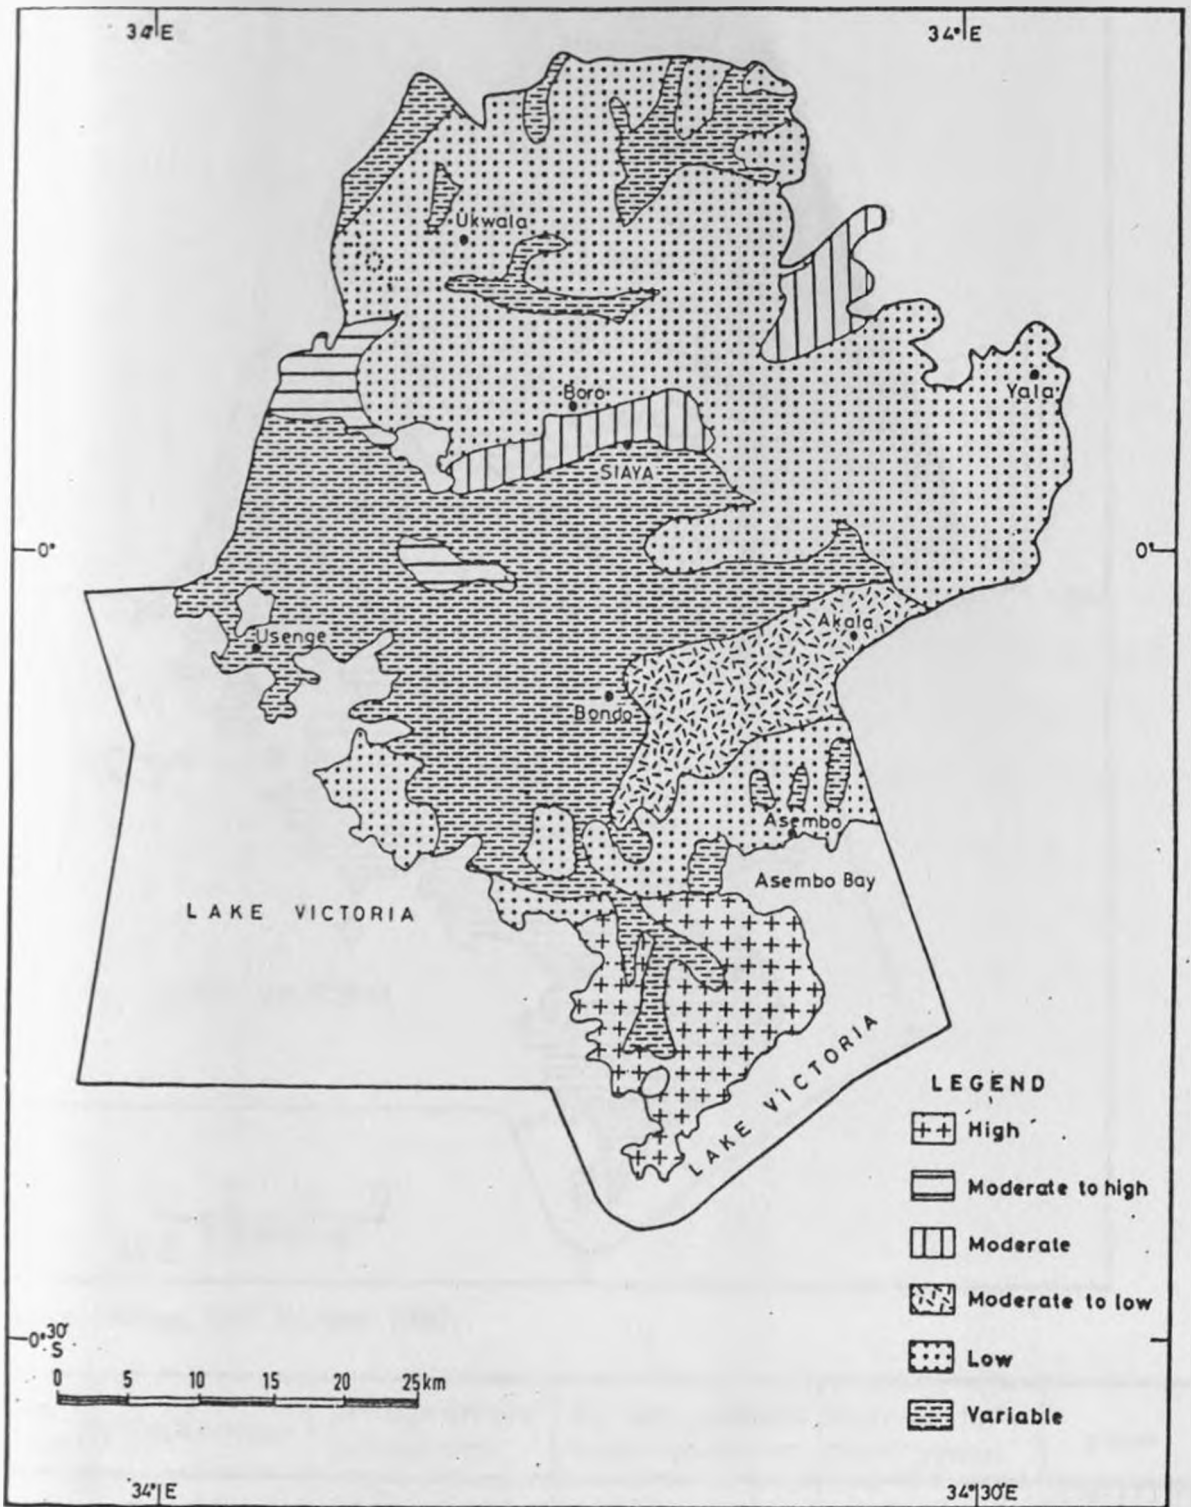 34°E
34°E
Ukwala
Boro
Yala
SIAYA
0°
0°
Akala
Usenge
Bondo
Asembo
Asembo Bay
LAKE VICTORIA
LAKE VICTORIA
LEGEND
High
Moderate to high
Moderate
Moderate to low
Low
Variable
0°30'
S
0 5 10 15 20 25km
34°E
34°30'E